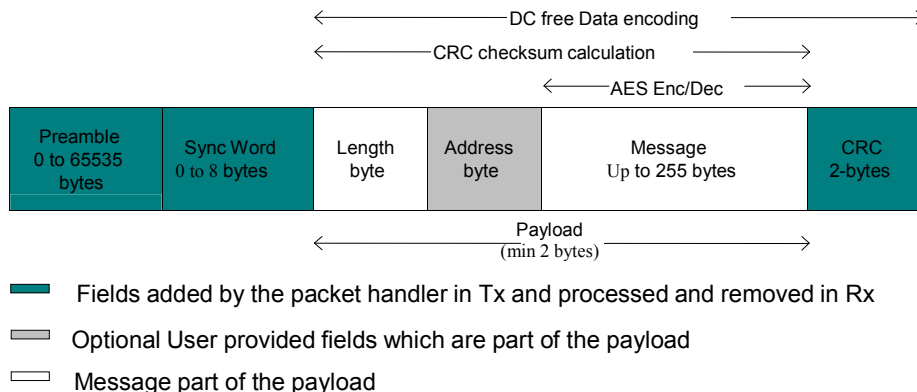 DC free Data encoding
CRC checksum calculation
AES Enc/Dec
Preamble
0 to 65535
bytes
Sync Word
0 to 8 bytes
Length
byte
Address
byte
Message
Up to 255 bytes
CRC
2-bytes
Payload
(min 2 bytes)
Fields added by the packet handler in Tx and processed and removed in Rx
Optional User provided fields which are part of the payload
Message part of the payload